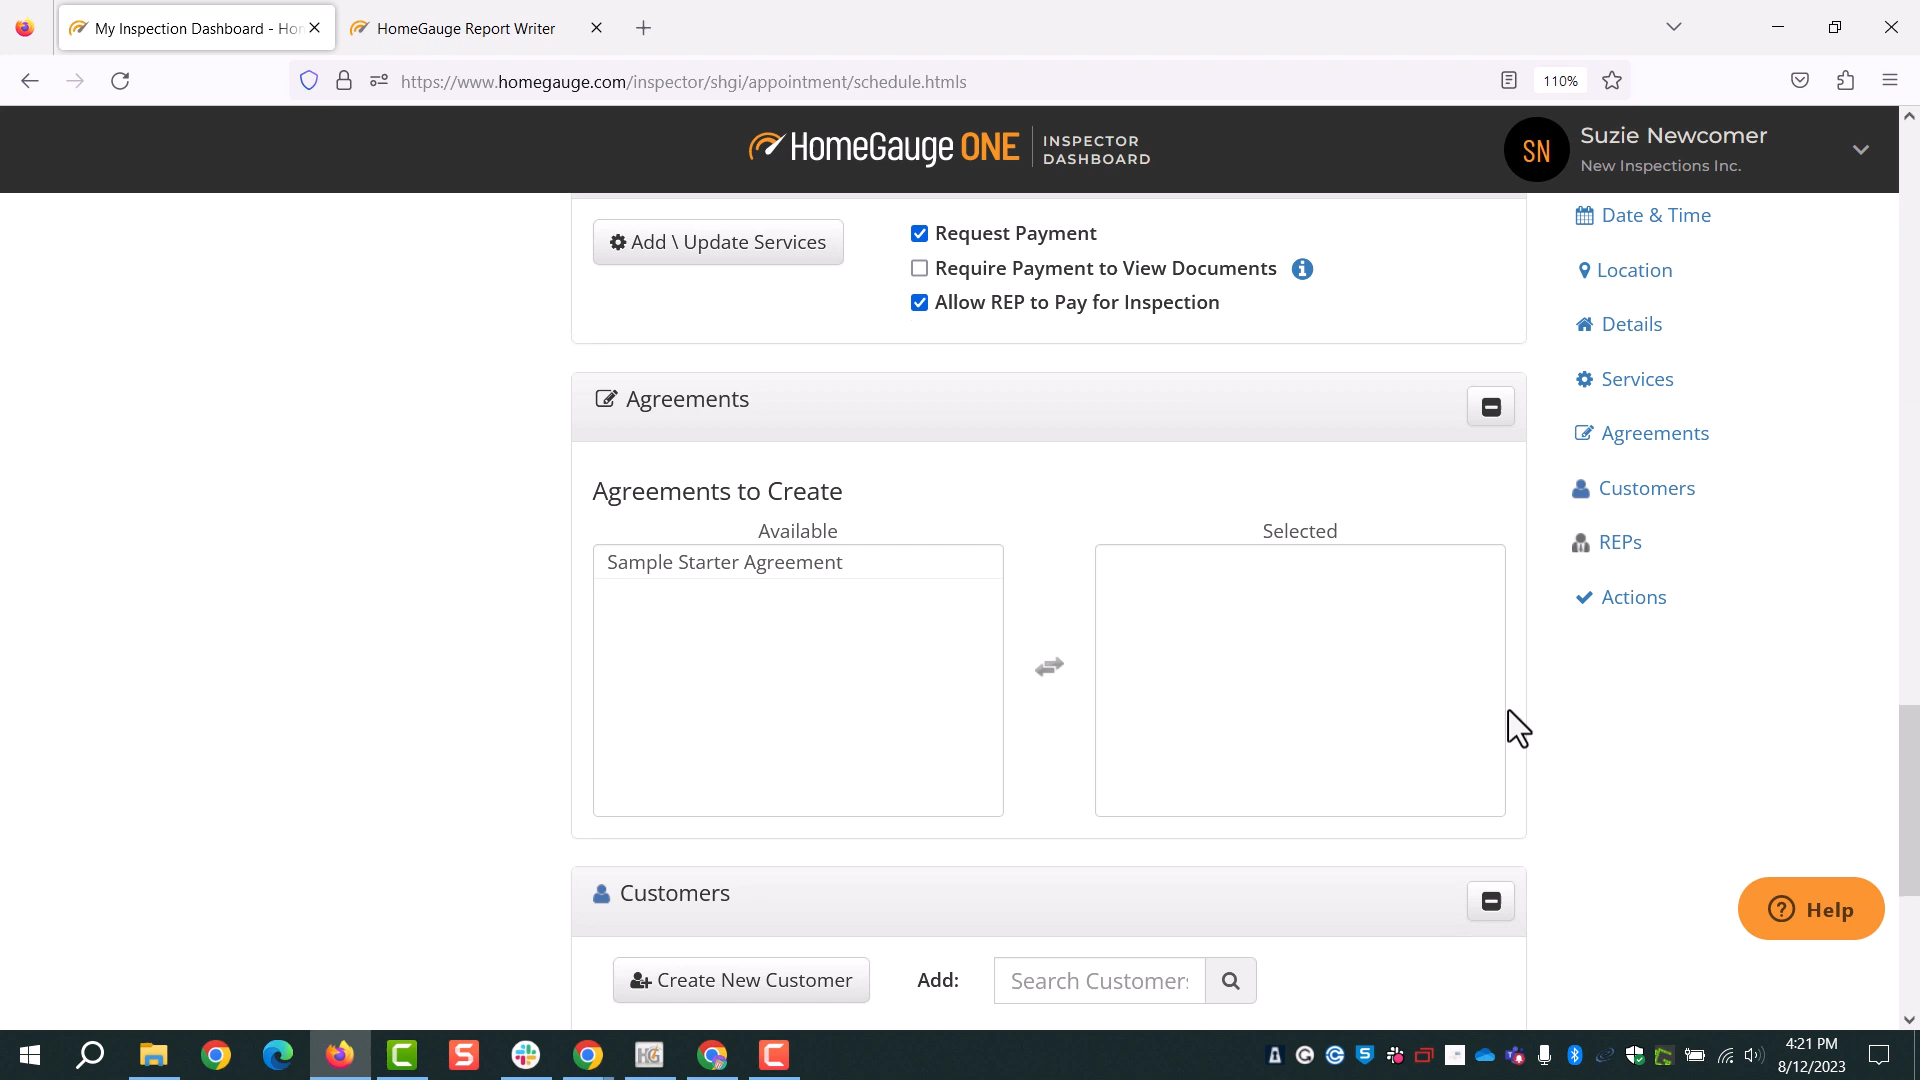 My Inspection Dashboard - Hor
HomeGauge Report Writer
https://www.homegauge.com/inspector/shgi/appointment/schedule.htmls
110%
HomeGauge ONE
INSPECTOR
DASHBOARD
SN
Suzie Newcomer
New Inspections Inc.
Add \ Update Services
Request Payment
Require Payment to View Documents
Allow REP to Pay for Inspection
Date & Time
Location
Details
Services
Agreements
Customers
REPs
Actions
Agreements
Agreements to Create
Available
Selected
Sample Starter Agreement
Customers
Create New Customer
Add:
Search Customers
Help
4:21 PM
8/12/2023